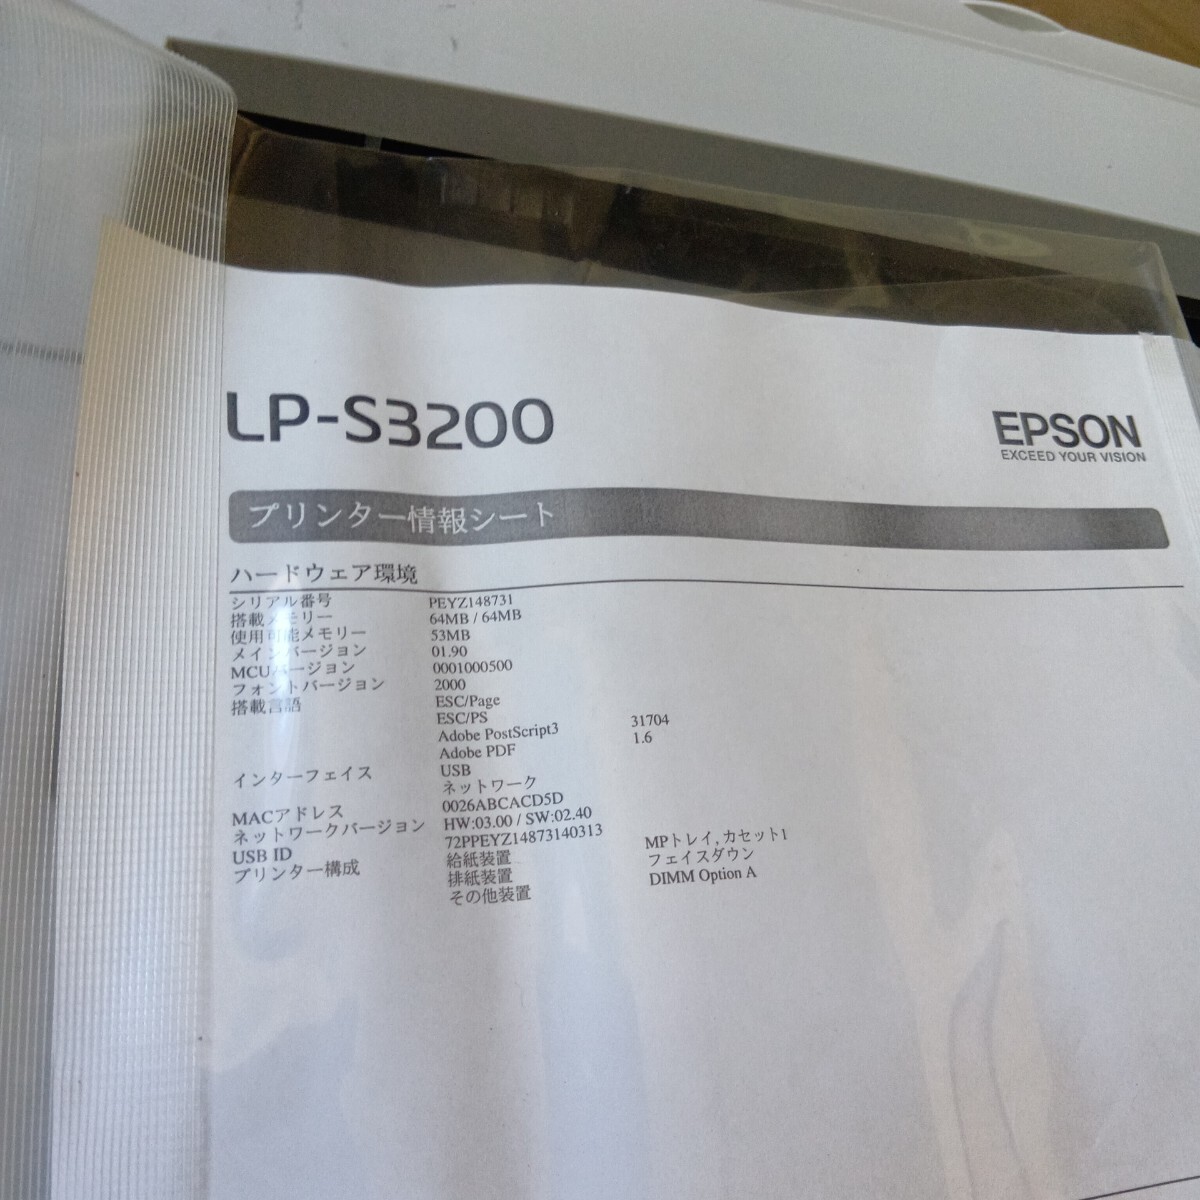 LP-S3200
EPSON
EXCEED YOUR VISION
プリンター情報シート
ハードウェア環境
シリアル番号 PEYZ148731
搭載メモリー 64MB / 64MB
使用可能メモリー 53MB
メインバージョン 01.90
MCUバージョン 0001000500
フォントバージョン 2000
搭載言語 ESC/Page
ESC/PS
Adobe PostScript3 31704
Adobe PDF 1.6
インターフェイス USB
ネットワーク
MACアドレス 0026ABCACD5D
ネットワークバージョン HW:03.00 / SW:02.40
USB ID 72PPEYZ14873140313
プリンター構成 給紙装置 MPトレイ, カセット1
排紙装置 フェイスダウン
その他装置 DIMM Option A